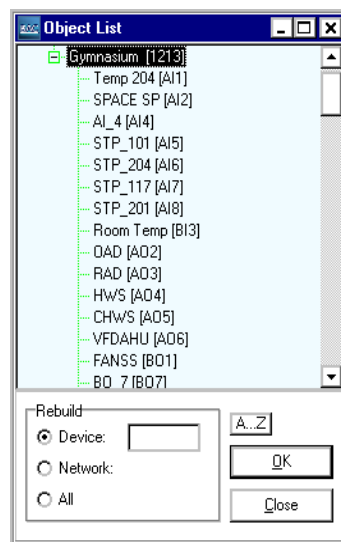 Object List
Gymnasium [1213]
Temp 204 [AI1]
SPACE SP [AI2]
AI_4 [AI4]
STP_101 [AI5]
STP_204 [AI6]
STP_117 [AI7]
STP_201 [AI8]
Room Temp [BI3]
OAD [AO2]
RAD [AO3]
HWS [AO4]
CHWS [AO5]
VFDAHU [AO6]
FANSS [BO1]
BO_7 [BO7]
Rebuild
Device:
Network:
All
A...Z
OK
Close